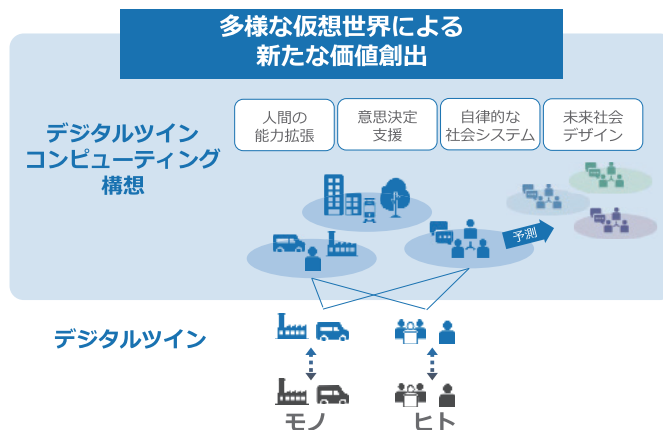 多様な仮想世界による
新たな価値創出
人間の
能力拡張
意思決定
支援
自律的な
社会システム
未来社会
デザイン
デジタルツイン
コンピューティング
構想
予測
デジタルツイン
モノ
ヒト